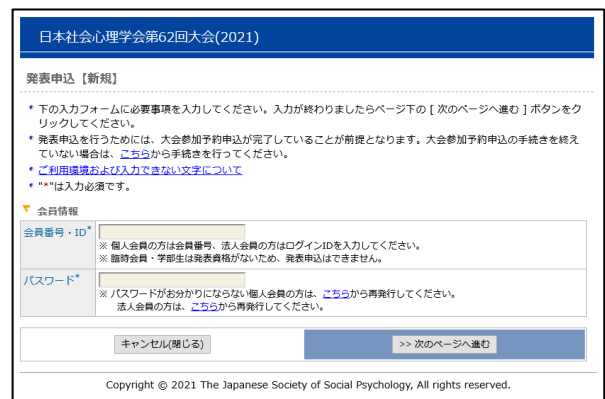 日本社会心理学会第62回大会(2021)
発表申込【新規】
下の入力フォームに必要事項を入力してください。入力が終わりましたらページ下の [ 次のページへ進む ] ボタンをク
リックしてください。
発表申込を行うためには、大会参加予約申込が完了していることが前提となります。大会参加予約申込の手続きを終え
ていない場合は、こちらから手続きを行ってください。
ご利用環境および入力できない文字について
"*"は入力必須です。
会員情報
会員番号・ID*
※ 個人会員の方は会員番号、法人会員の方はログインIDを入力してください。
※ 臨時会員・学部生は発表資格がないため、発表申込はできません。
パスワード*
※ パスワードがお分かりにならない個人会員の方は、こちらから再発行してください。
法人会員の方は、こちらから再発行してください。
キャンセル(閉じる) >> 次のページへ進む
Copyright © 2021 The Japanese Society of Social Psychology, All rights reserved.